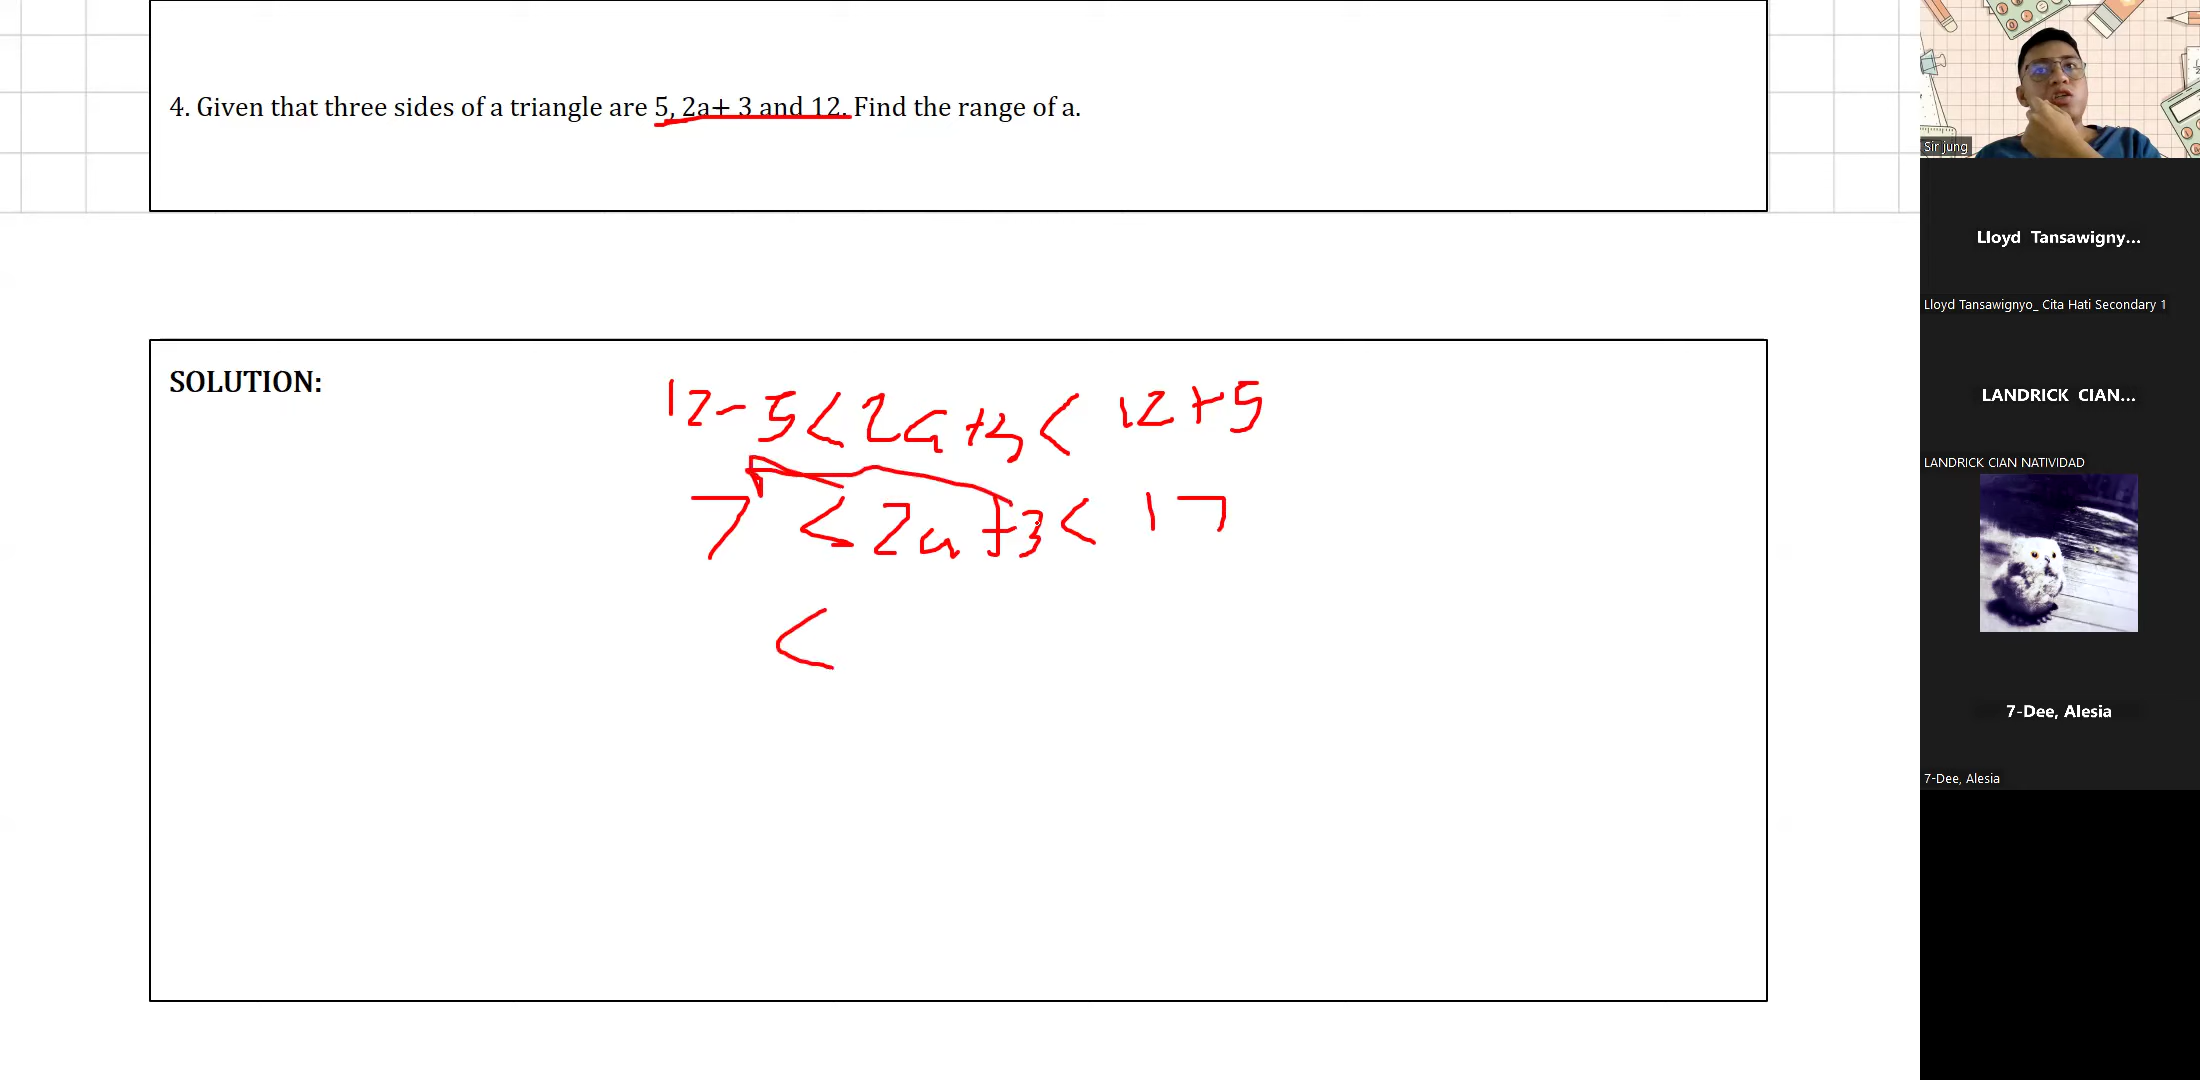 4. Given that three sides of a triangle are 5, 2a+ 3 and 12. Find the range of a.
SOLUTION:
12 - 5 < 2a + 3 < 12 + 5
7 < 2a + 3 < 17
<
Sir jung
Lloyd Tansawigny...
Lloyd Tansawignyo_ Cita Hati Secondary 1
LANDRICK CIAN...
LANDRICK CIAN NATIVIDAD
7-Dee, Alesia
7-Dee, Alesia